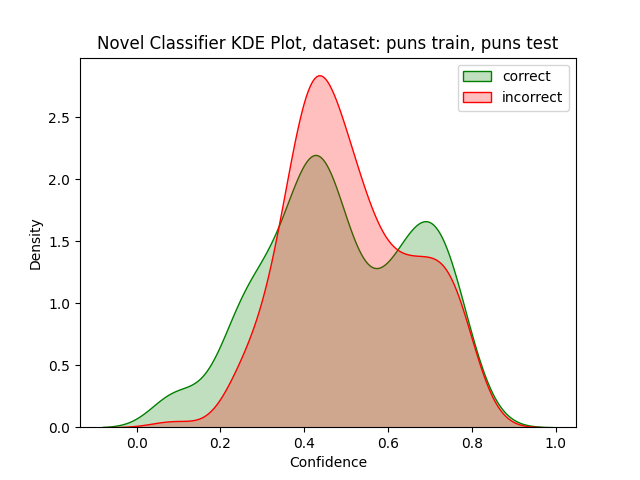 Novel Classifier KDE Plot, dataset: puns train, puns test
correct
incorrect
2.5
2.0
1.5
1.0
0.5
0.0
Density
0.0 0.2 0.4 0.6 0.8 1.0
Confidence